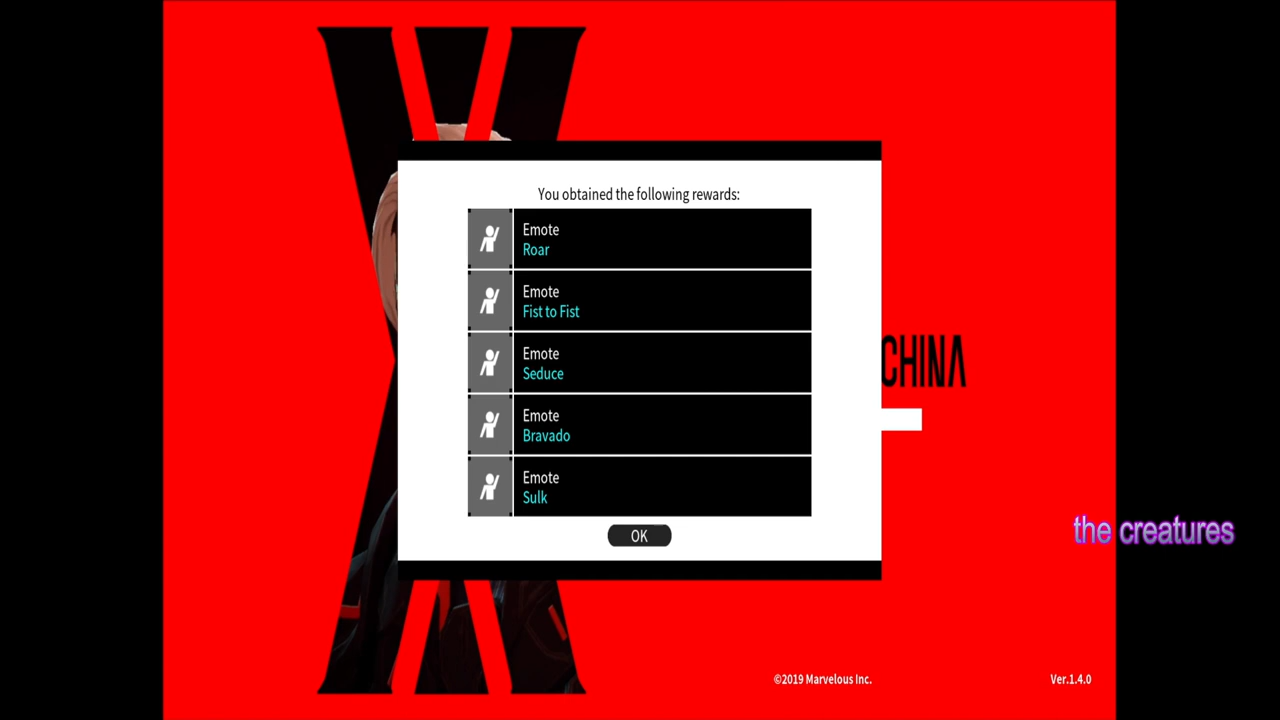 You obtained the following rewards:
Emote
Roar
Emote
Fist to Fist
Emote
Seduce
Emote
Bravado
Emote
Sulk
OK
CHINA
the creatures
©2019 Marvelous Inc.
Ver.1.4.0